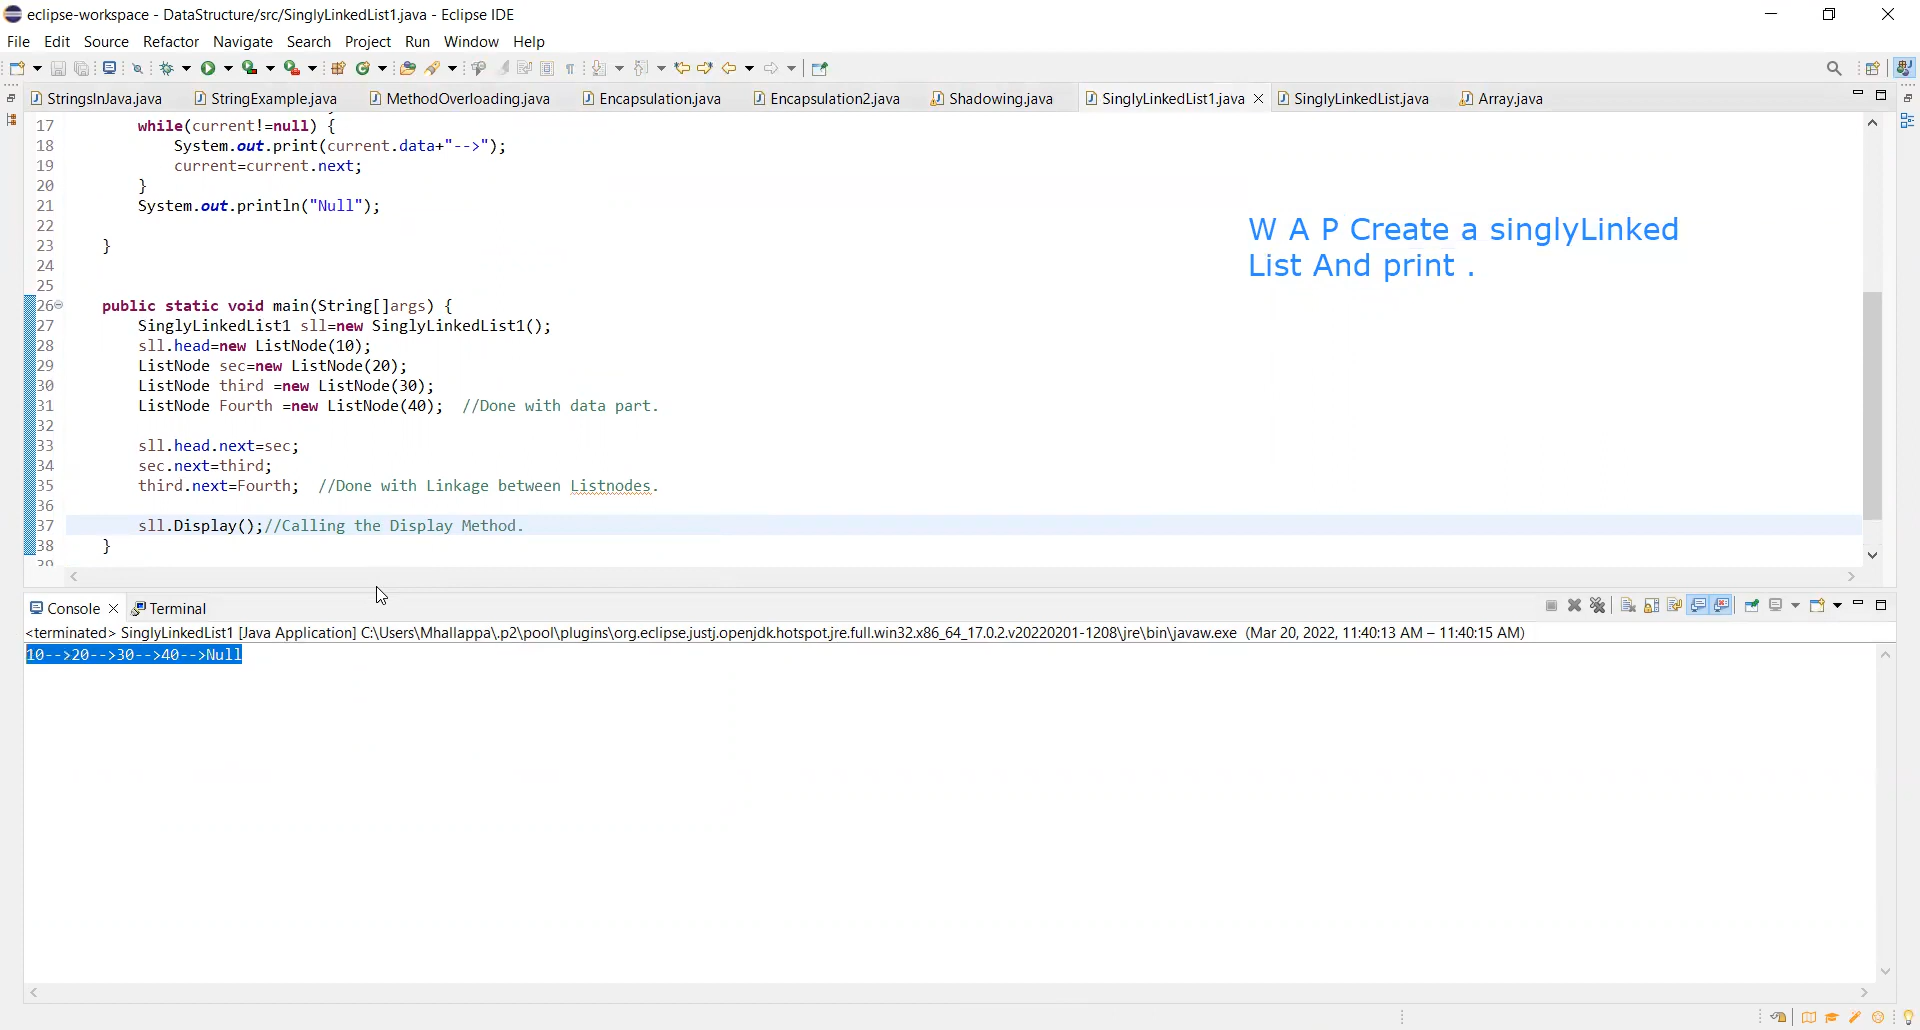 eclipse-workspace - DataStructure/src/SinglyLinkedList1.java - Eclipse IDE
File Edit Source Refactor Navigate Search Project Run Window Help
StringsInJava.java StringExample.java MethodOverloading.java Encapsulation.java Encapsulation2.java Shadowing.java SinglyLinkedList1.java SinglyLinkedList.java Array.java
17 while(current!=null) {
18 System.out.print(current.data+"-->");
19 current=current.next;
20 }
21 System.out.println("Null");
22
23 }
24
25
26 public static void main(String[]args) {
27 SinglyLinkedList1 sll=new SinglyLinkedList1();
28 sll.head=new ListNode(10);
29 ListNode sec=new ListNode(20);
30 ListNode third =new ListNode(30);
31 ListNode Fourth =new ListNode(40); //Done with data part.
32
33 sll.head.next=sec;
34 sec.next=third;
35 third.next=Fourth; //Done with Linkage between Listnodes.
36
37 sll.Display();//Calling the Display Method.
38 }
39
W A P Create a singlyLinked
List And print .
Console Terminal
<terminated> SinglyLinkedList1 [Java Application] C:\Users\Mhallappa\.p2\pool\plugins\org.eclipse.justj.openjdk.hotspot.jre.full.win32.x86_64_17.0.2.v20220201-1208\jre\bin\javaw.exe (Mar 20, 2022, 11:40:13 AM – 11:40:15 AM)
10-->20-->30-->40-->Null